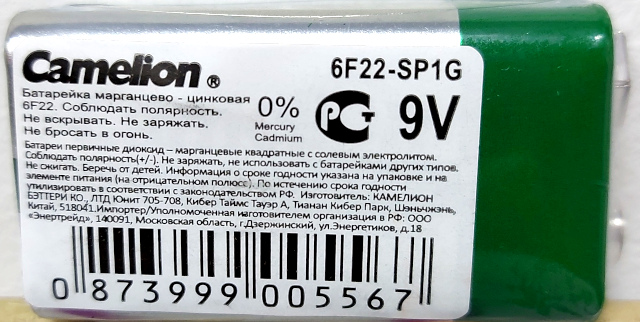 Camelion®
6F22-SP1G
Батарейка марганцево - цинковая
6F22. Соблюдать полярность.
Не вскрывать. Не заряжать.
Не бросать в огонь.
0%
Mercury
Cadmium
РСТ
9V
Батареи первичные диоксид – марганцевые квадратные с солевым электролитом.
Соблюдать полярность(+/-). Не заряжать, не использовать с батарейками других типов.
Не сжигать. Беречь от детей. Информация о сроке годности указана на упаковке и на
элементе питания (на отрицательном полюсе). По истечению срока годности
утилизировать в соответствии с законодательством РФ. Изготовитель: КАМЕЛИОН
БЭТТЕРИ КО., ЛТД Юнит 705-708, Кибер Таймс Тауэр А, Тианан Кибер Парк, Шэньчжэнь,
Китай, 518041.Импортер/Уполномоченная изготовителем организация в РФ: ООО
«Энертрейд», 140091, Московская область, г.Дзержинский, ул.Энергетиков, д.18
0 873999 005567